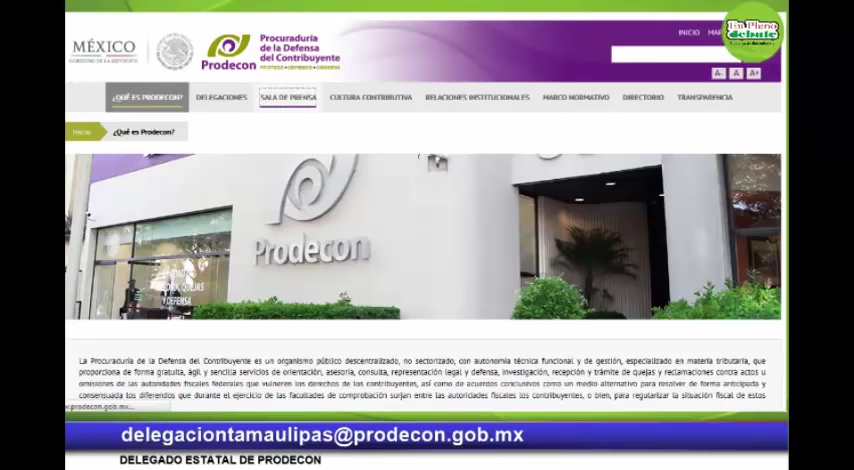 MÉXICO
GOBIERNO DE LA REPÚBLICA
Prodecon
Procuraduría
de la Defensa
del Contribuyente
INICIO
En Pleno
debate
A- A A+
¿QUÉ ES PRODECON? DELEGACIONES SALA DE PRENSA CULTURA CONTRIBUTIVA RELACIONES INSTITUCIONALES MARCO NORMATIVO DIRECTORIO TRANSPARENCIA
Inicio ¿Qué es Prodecon?
Prodecon
QUEJAS
Y DEFENSA
La Procuraduría de la Defensa del Contribuyente es un organismo público descentralizado, no sectorizado, con autonomía técnica funcional y de gestión, especializado en materia tributaria, que
proporciona de forma gratuita, ágil y sencilla servicios de orientación, asesoría, consulta, representación legal y defensa, investigación, recepción y trámite de quejas y reclamaciones contra actos u
omisiones de las autoridades fiscales federales que vulneren los derechos de los contribuyentes, así como de acuerdos conclusivos como un medio alternativo para resolver de forma anticipada y
consensuada los diferendos que durante el ejercicio de las facultades de comprobación surjan entre las autoridades fiscales los contribuyentes, o bien, para regularizar la situación fiscal de estos
.prodecon.gob.mx...
delegaciontamaulipas@prodecon.gob.mx
DELEGADO ESTATAL DE PRODECON